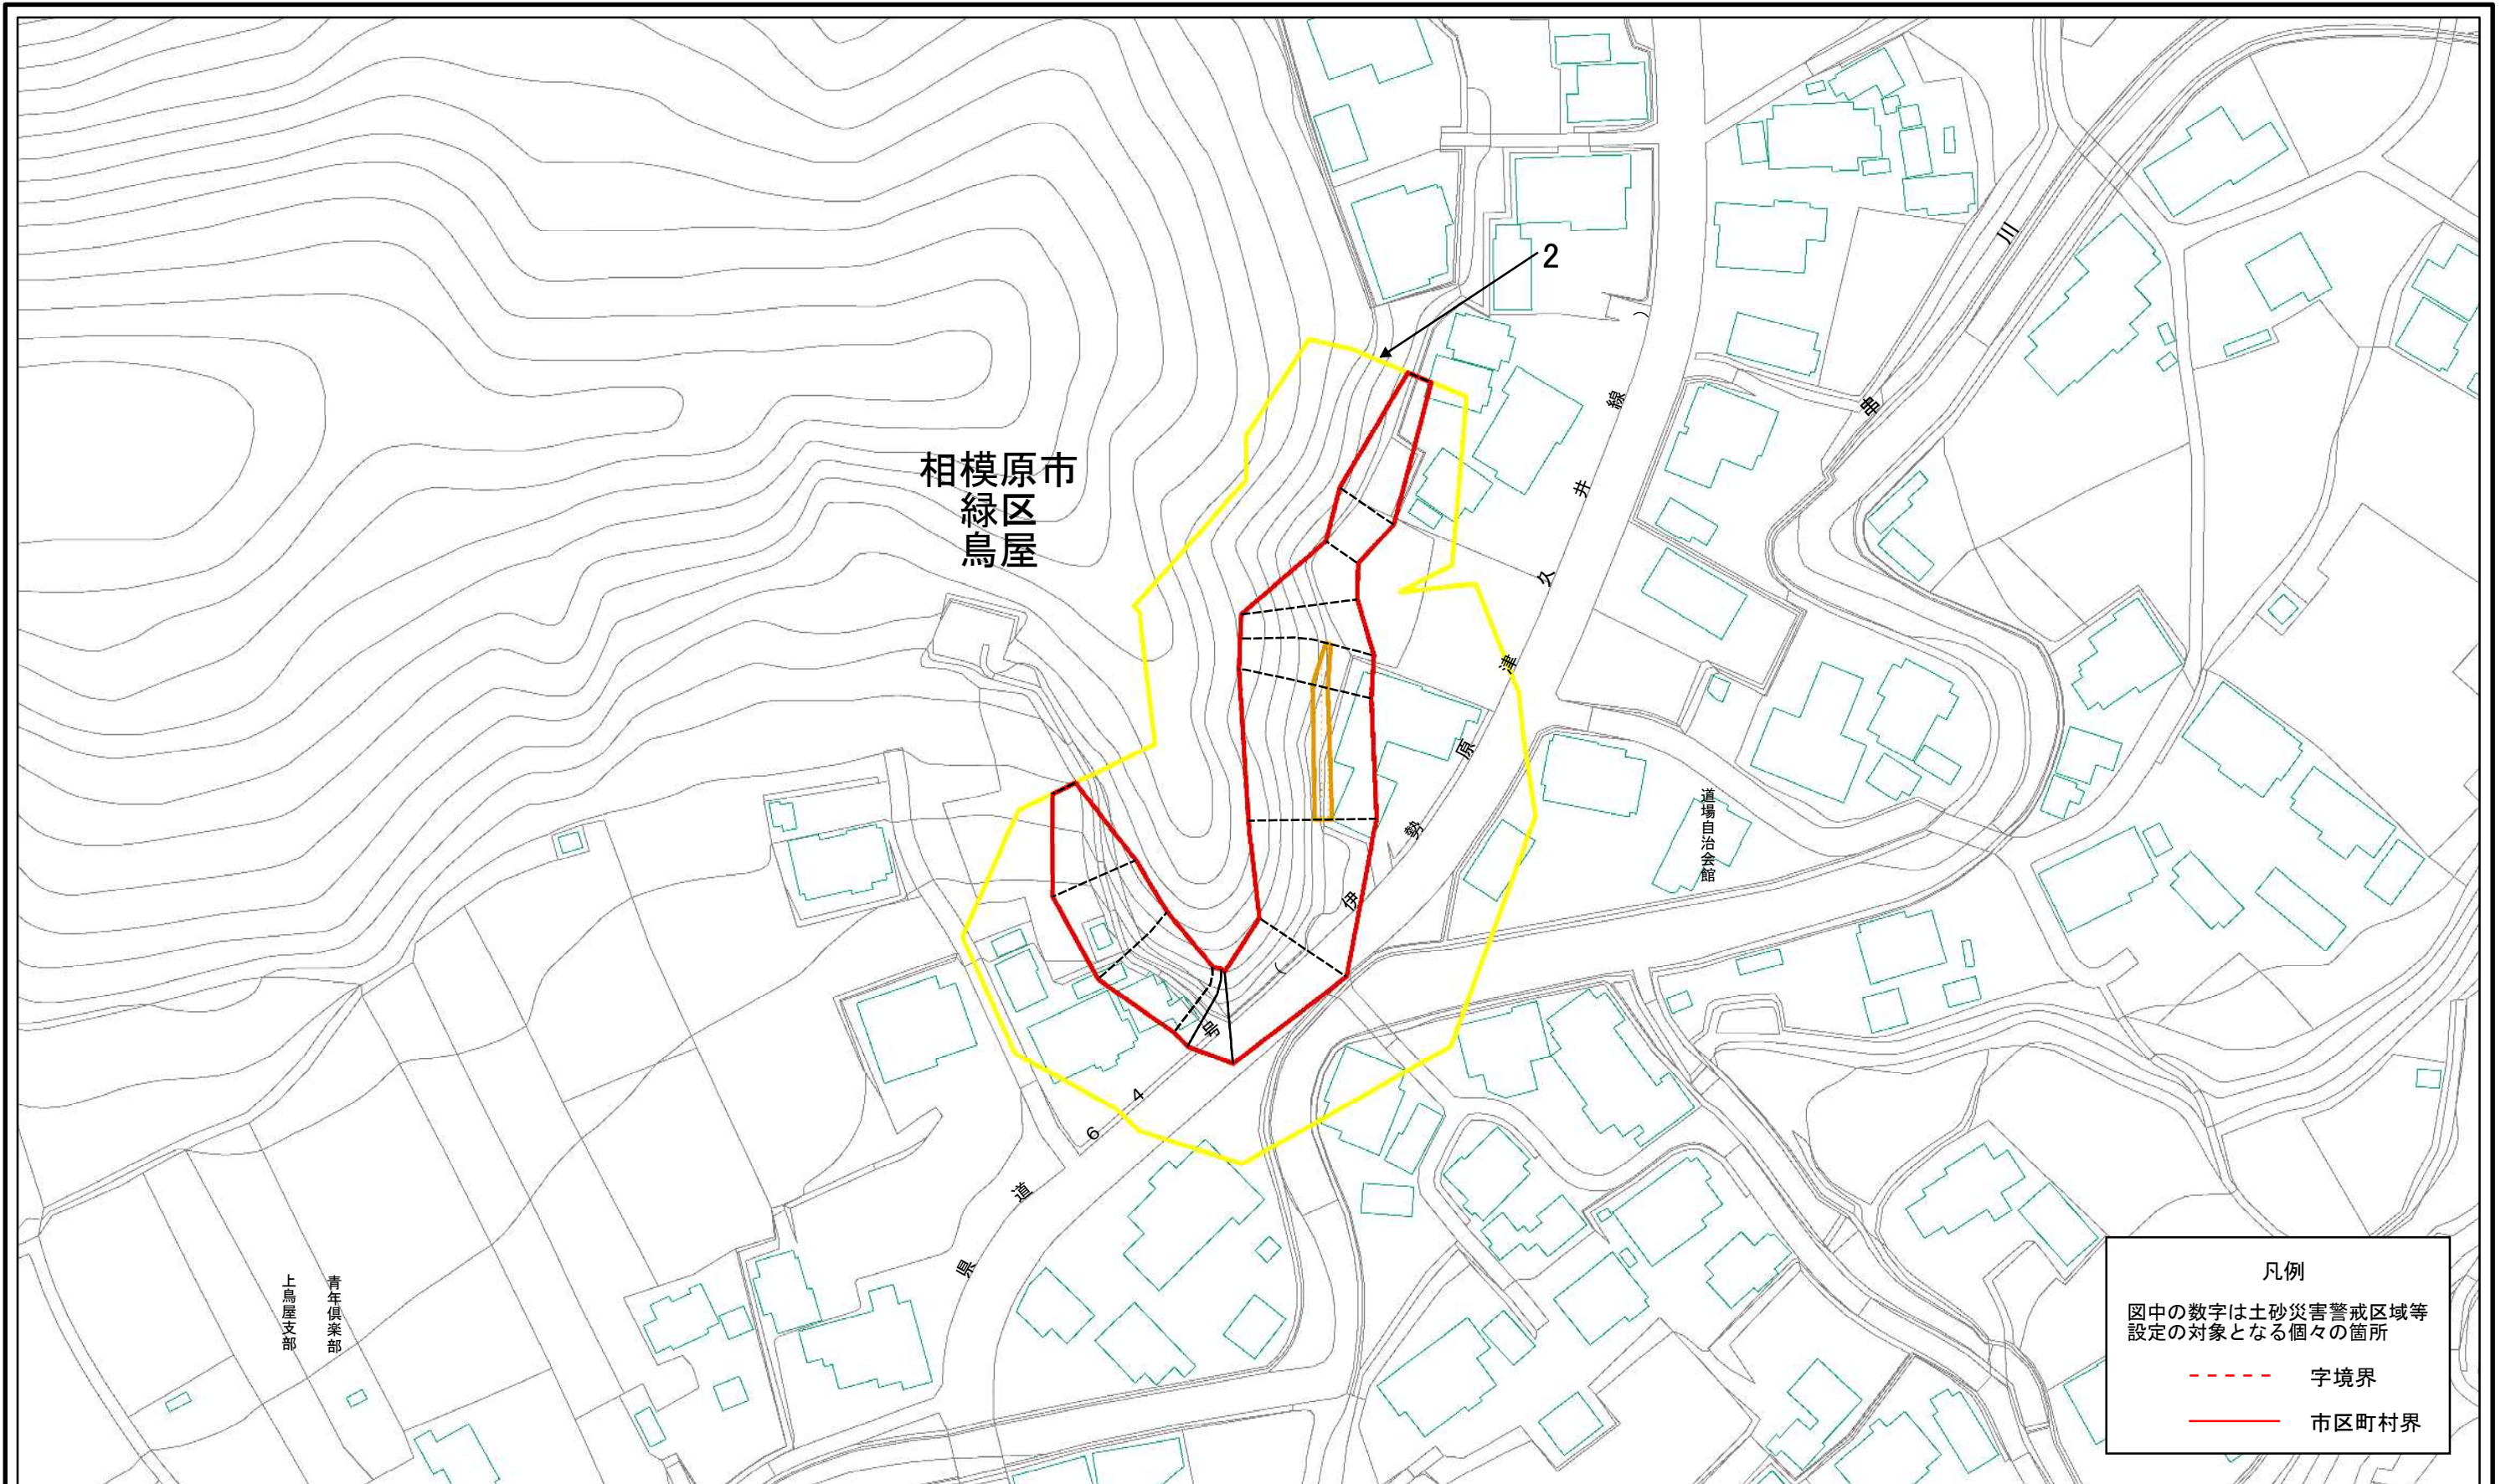 2
相模原市
緑区
鳥屋
串川
県道64号(伊勢原津久井線)
道場自治会館
青年倶楽部
上鳥屋支部
凡例
図中の数字は土砂災害警戒区域等
設定の対象となる個々の箇所
字境界
市区町村界